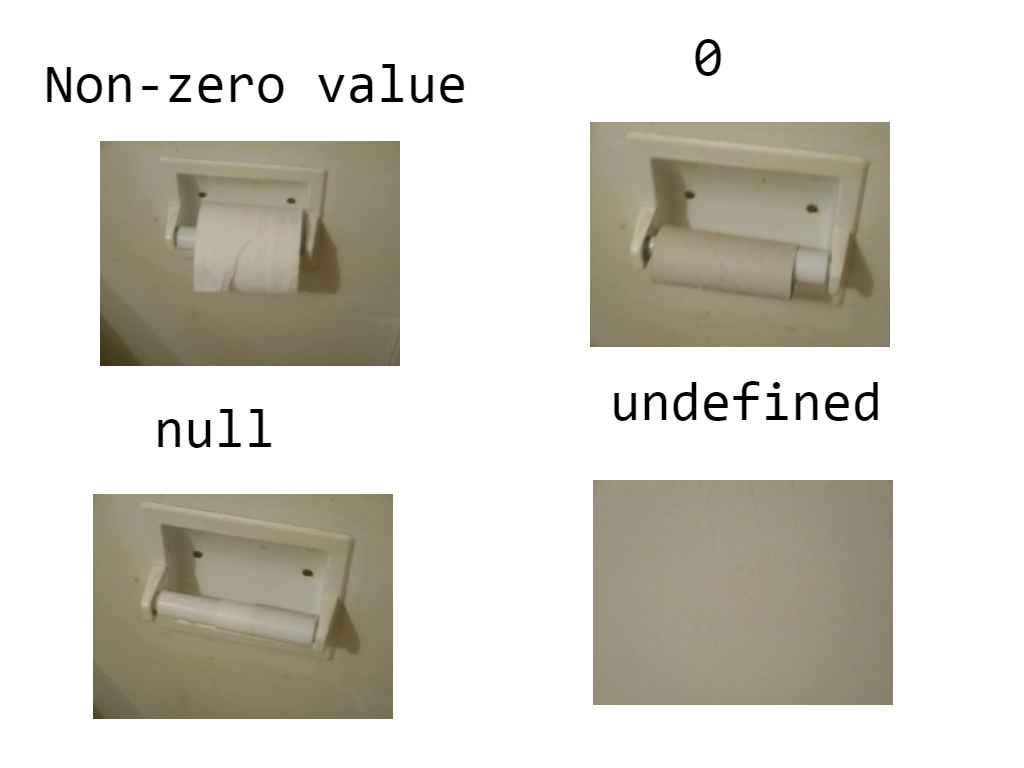 Non-zero value
0
null
undefined